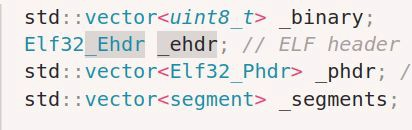 std::vector<uint8_t> _binary;
Elf32_Ehdr _ehdr; // ELF header
std::vector<Elf32_Phdr> _phdr; /
std::vector<segment> _segments;